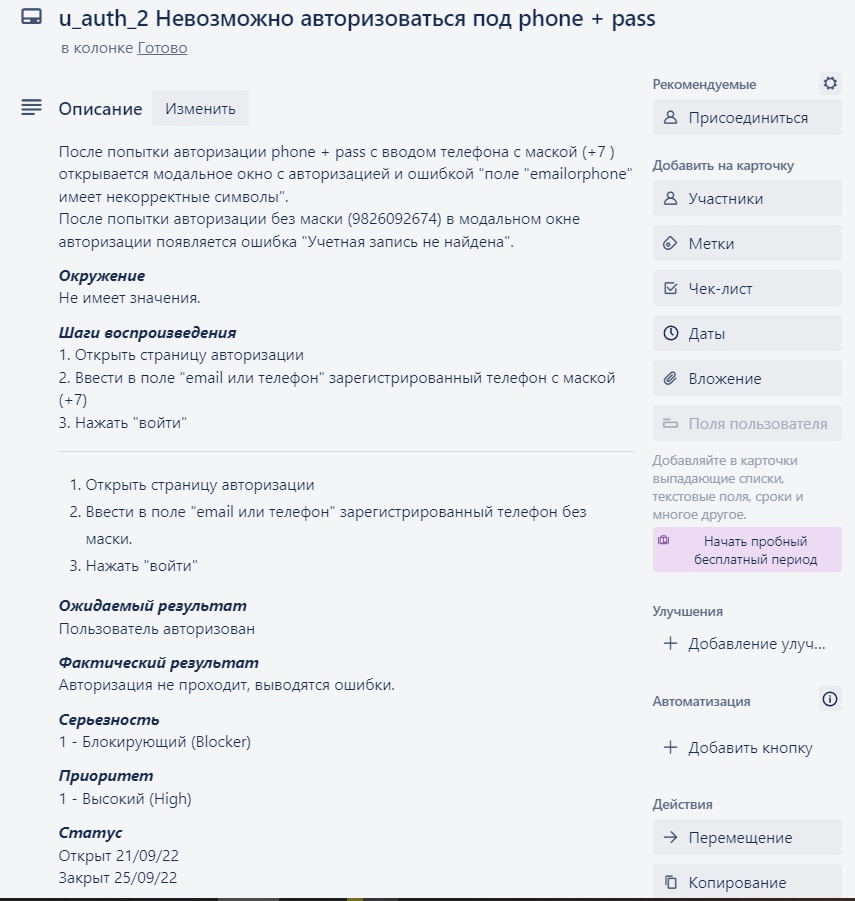 u_auth_2 Невозможно авторизоваться под phone + pass
в колонке Готово
Описание
Изменить
После попытки авторизации phone + pass с вводом телефона с маской (+7 )
открывается модальное окно с авторизацией и ошибкой "поле "emailorphone"
имеет некорректные символы".
После попытки авторизации без маски (9826092674) в модальном окне
авторизации появляется ошибка "Учетная запись не найдена".
Окружение
Не имеет значения.
Шаги воспроизведения
1. Открыть страницу авторизации
2. Ввести в поле "email или телефон" зарегистрированный телефон с маской
(+7)
3. Нажать "войти"
1. Открыть страницу авторизации
2. Ввести в поле "email или телефон" зарегистрированный телефон без
маски.
3. Нажать "войти"
Ожидаемый результат
Пользователь авторизован
Фактический результат
Авторизация не проходит, выводятся ошибки.
Серьезность
1 - Блокирующий (Blocker)
Приоритет
1 - Высокий (High)
Статус
Открыт 21/09/22
Закрыт 25/09/22
Рекомендуемые
Присоединиться
Добавить на карточку
Участники
Метки
Чек-лист
Даты
Вложение
Поля пользователя
Добавляйте в карточки
выпадающие списки,
текстовые поля, сроки и
многое другое.
Начать пробный
бесплатный период
Улучшения
Добавление улуч...
Автоматизация
Добавить кнопку
Действия
Перемещение
Копирование